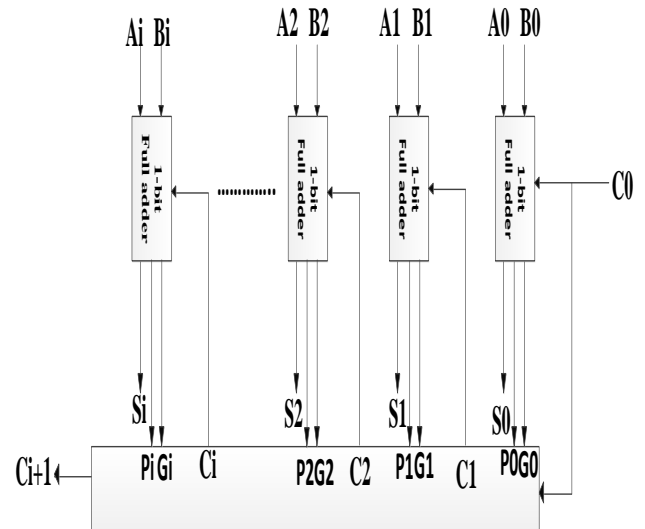 Ai Bi A2 B2 A1 B1 A0 B0
1-bit
Full adder
1-bit
Full adder
1-bit
Full adder
1-bit
Full adder
C0
Si S2 S1 S0
Ci+1
Pi Gi Ci P2G2 C2 P1G1 C1 P0G0